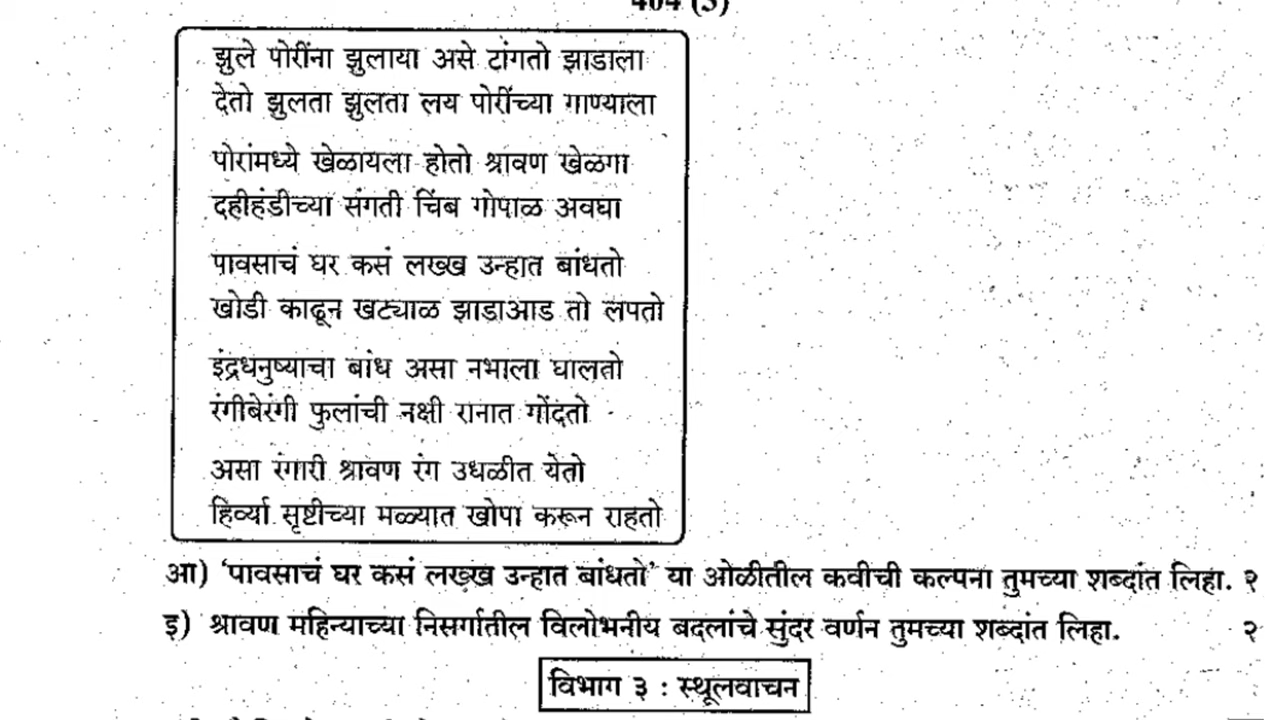 404 (5)
झुले पोरींना झुलाया असे टांगतो झाडाला
देतो झुलता झुलता लय पोरींच्या गाण्याला
पोरांमध्ये खेळायला होतो श्रावण खेळगा
दहीहंडीच्या संगती चिंब गोपाळ अवघा
पावसाचं घर कसं लख्ख उन्हात बांधतो
खोडी काढून खट्याळ झाडाआड तो लपतो
इंद्रधनुष्याचा बांध असा नभाला घालतो
रंगीबेरंगी फुलांची नक्षी रानात गोंदतो
असा रंगारी श्रावण रंग उधळीत येतो
हिर्व्या सृष्टीच्या मळ्यात खोपा करून राहतो
आ) ‘पावसाचं घर कसं लख्ख उन्हात बांधतो’ या ओळीतील कवीची कल्पना तुमच्या शब्दांत लिहा. २
इ) श्रावण महिन्याच्या निसर्गातील विलोभनीय बदलांचे सुंदर वर्णन तुमच्या शब्दांत लिहा. २
विभाग ३ : स्थूलवाचन